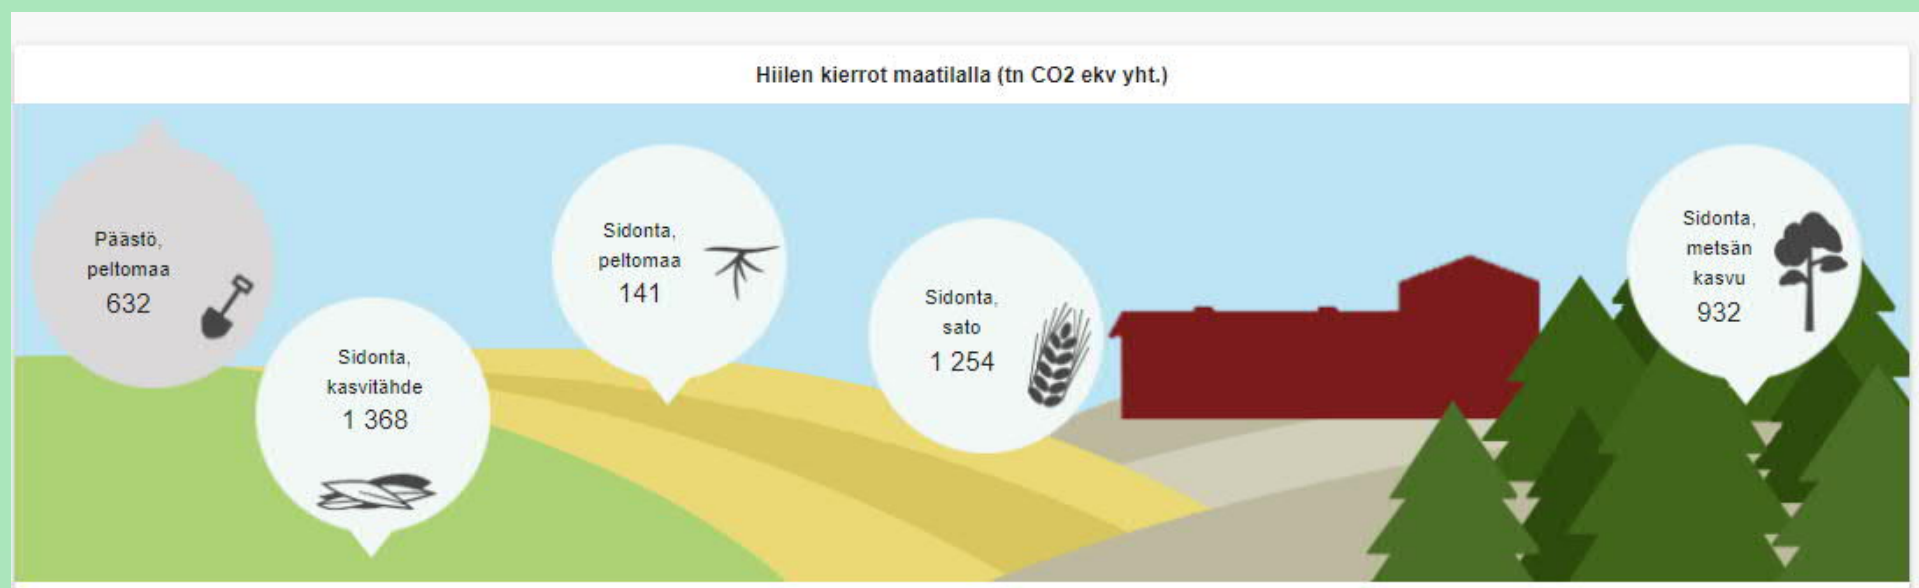 Hiilen kierrot maatilalla (tn CO2 ekv yht.)
Päästö,
peltomaa
632
Sidonta,
kasvitähde
1 368
Sidonta,
peltomaa
141
Sidonta,
sato
1 254
Sidonta,
metsän
kasvu
932